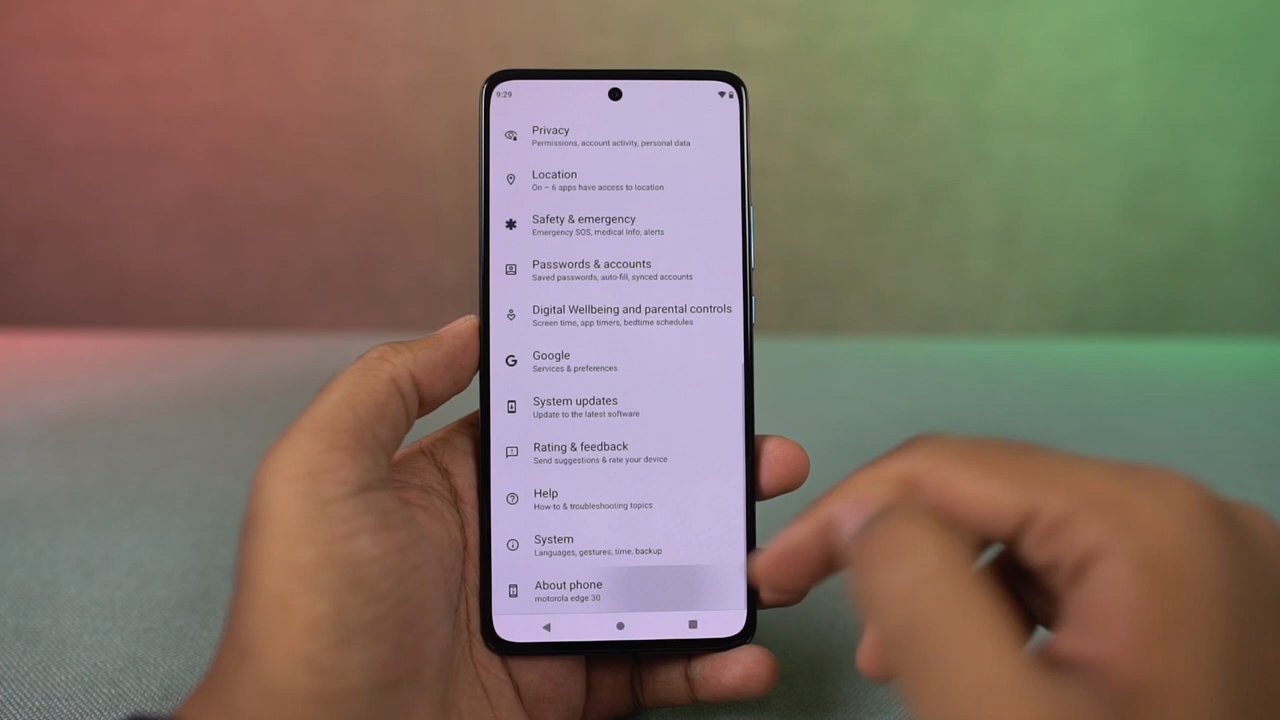 9:29
Privacy
Permissions, account activity, personal data
Location
On – 6 apps have access to location
Safety & emergency
Emergency SOS, medical info, alerts
Passwords & accounts
Saved passwords, auto-fill, synced accounts
Digital Wellbeing and parental controls
Screen time, app timers, bedtime schedules
Google
Services & preferences
System updates
Update to the latest software
Rating & feedback
Send suggestions & rate your device
Help
How-to & troubleshooting topics
System
Languages, gestures, time, backup
About phone
motorola edge 30